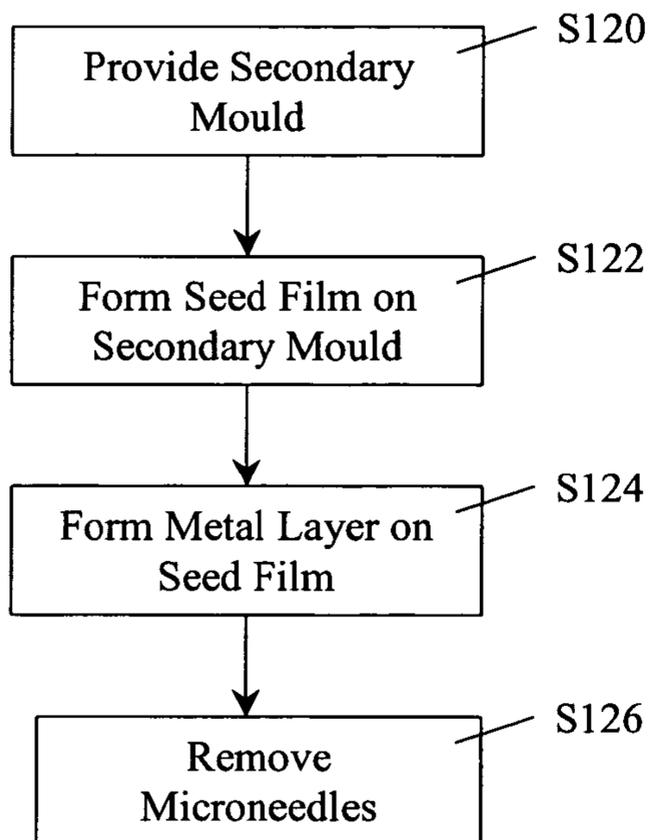 S120
Provide Secondary
Mould
S122
Form Seed Film on
Secondary Mould
S124
Form Metal Layer on
Seed Film
S126
Remove
Microneedles